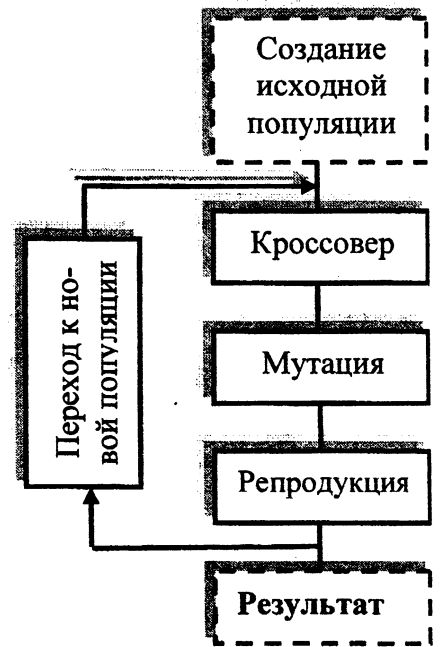 Создание
исходной
популяции
Кроссовер
Мутация
Репродукция
Результат
Переход к но-
вой популяции